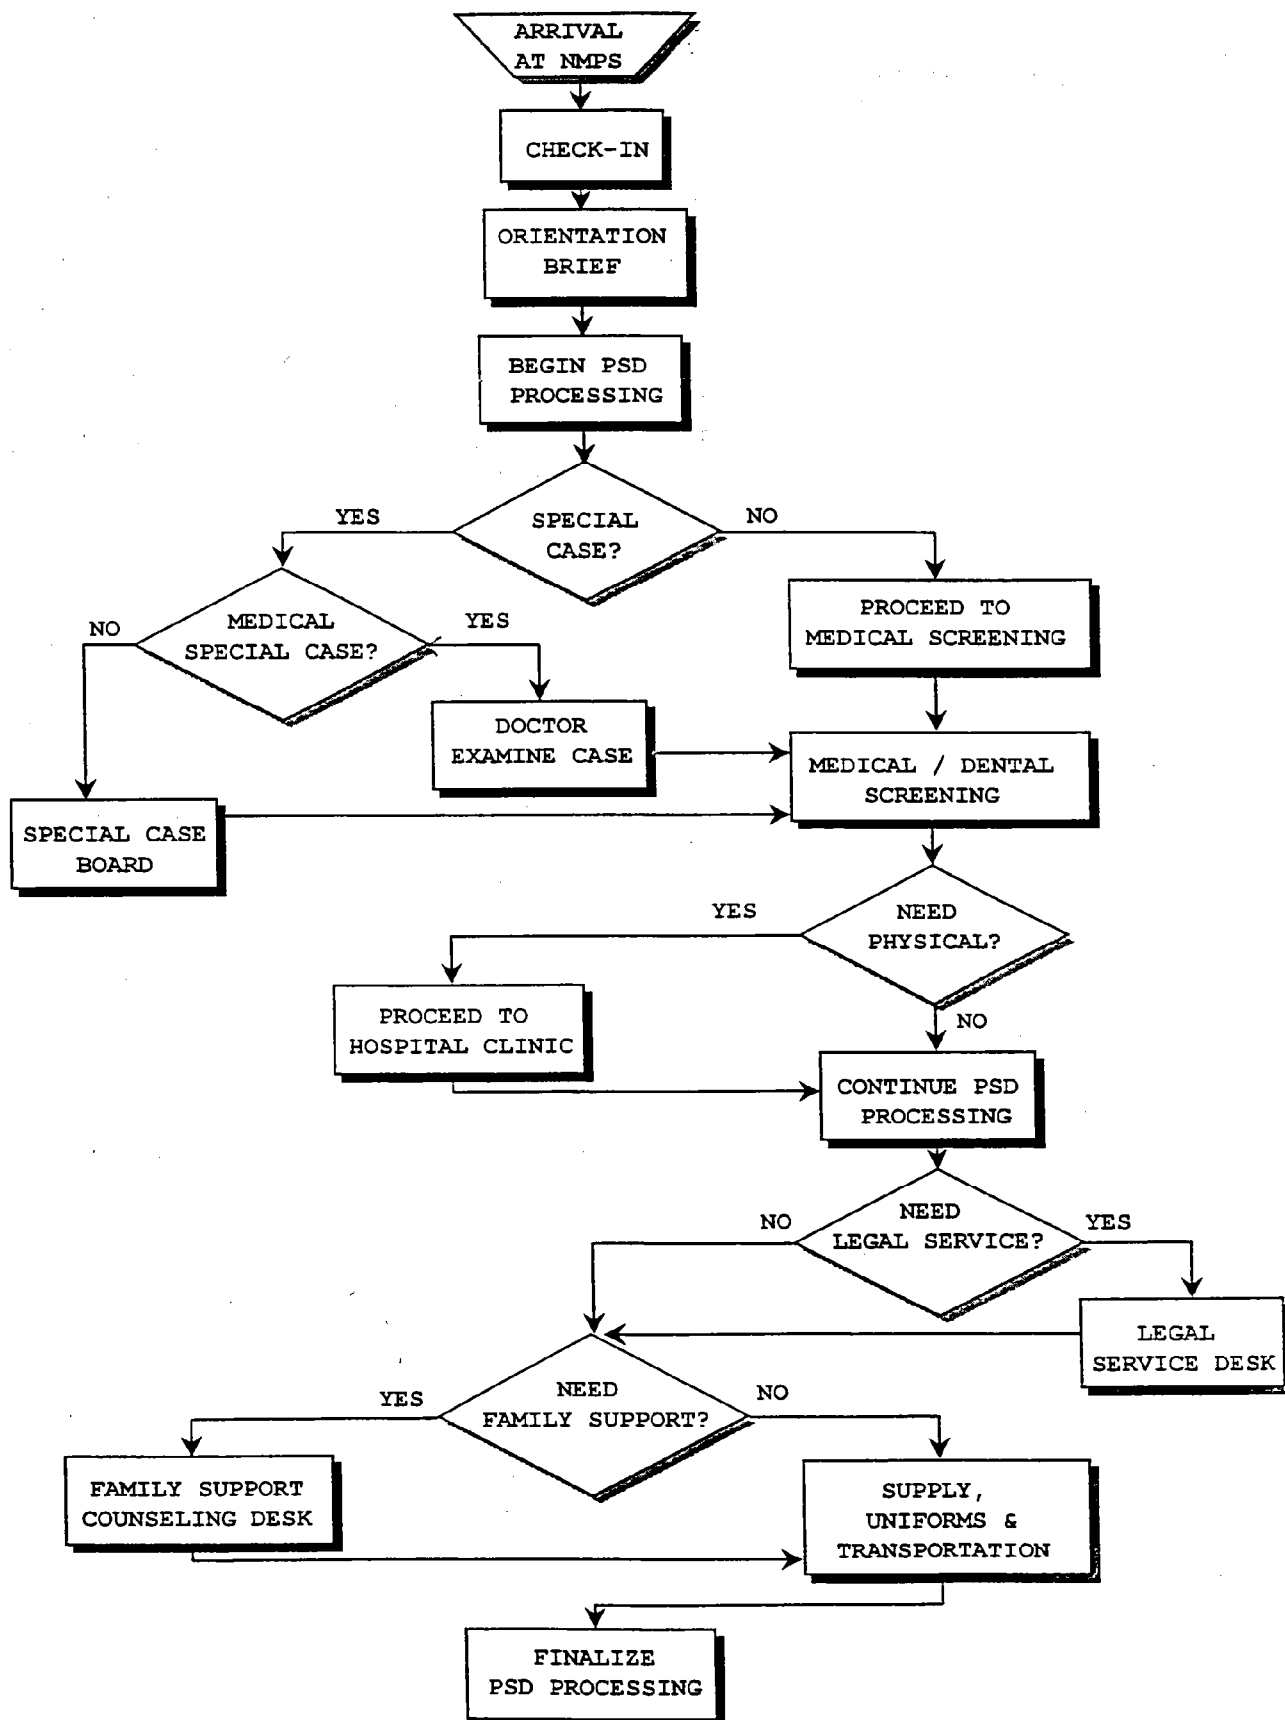 ARRIVAL
AT NMPS
CHECK-IN
ORIENTATION
BRIEF
BEGIN PSD
PROCESSING
YES
SPECIAL
CASE?
NO
NO
MEDICAL
SPECIAL CASE?
YES
PROCEED TO
MEDICAL SCREENING
DOCTOR
EXAMINE CASE
MEDICAL / DENTAL
SCREENING
SPECIAL CASE
BOARD
YES
NEED
PHYSICAL?
NO
PROCEED TO
HOSPITAL CLINIC
CONTINUE PSD
PROCESSING
NO
NEED
LEGAL SERVICE?
YES
LEGAL
SERVICE DESK
YES
NEED
FAMILY SUPPORT?
NO
FAMILY SUPPORT
COUNSELING DESK
SUPPLY,
UNIFORMS &
TRANSPORTATION
FINALIZE
PSD PROCESSING